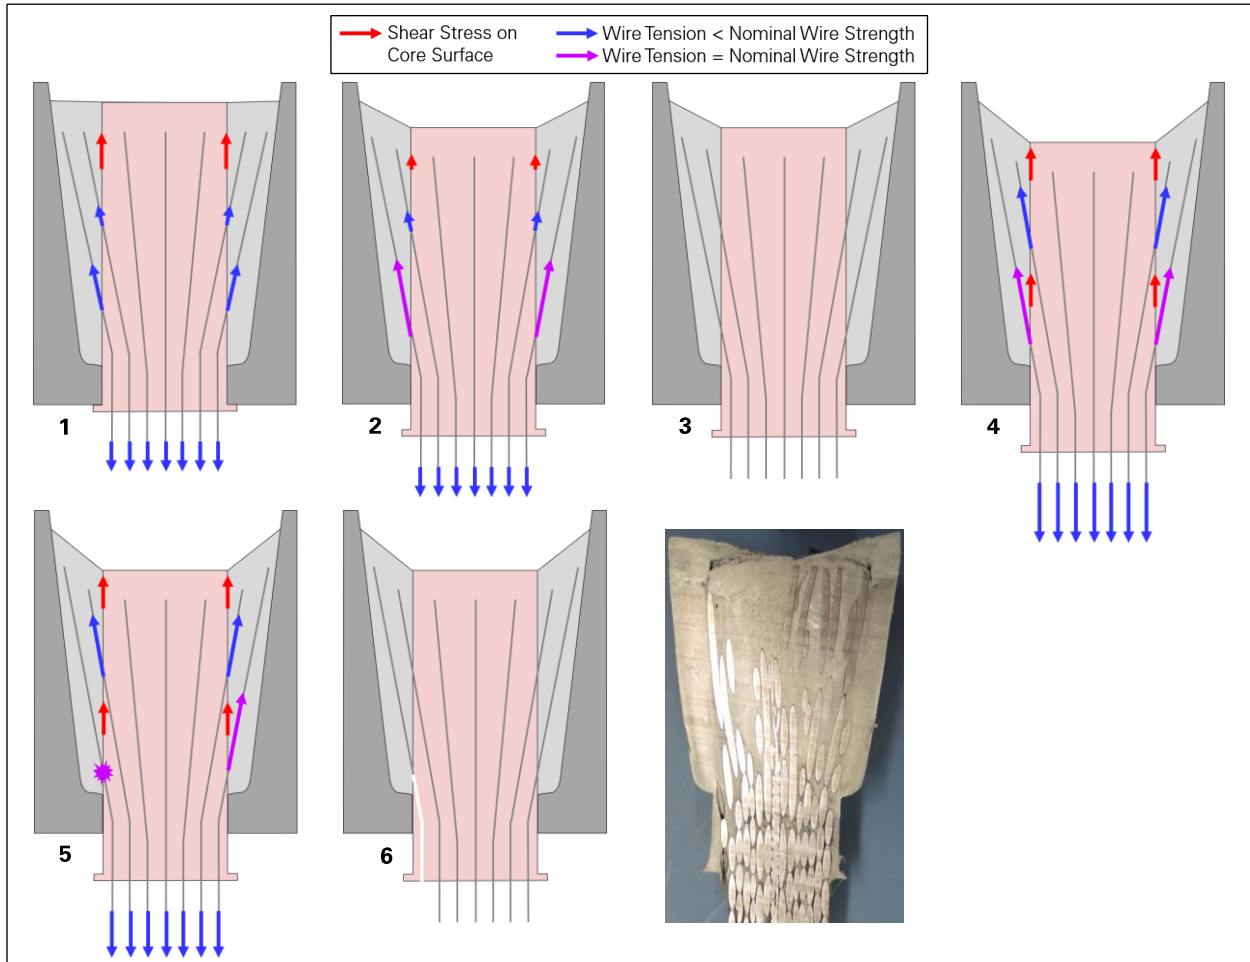 Shear Stress on
Core Surface
Wire Tension < Nominal Wire Strength
Wire Tension = Nominal Wire Strength
1
2
3
4
5
6